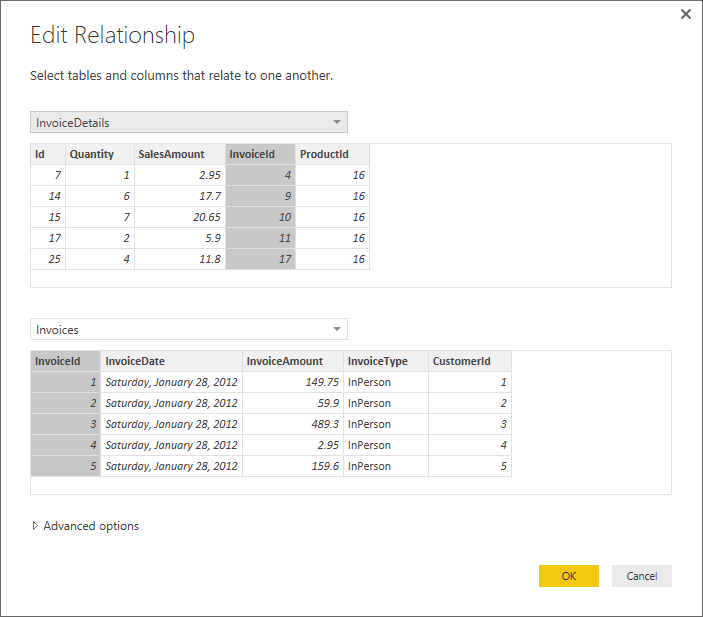 Edit Relationship
Select tables and columns that relate to one another.
InvoiceDetails
Id Quantity SalesAmount InvoiceId ProductId
7 1 2.95 4 16
14 6 17.7 9 16
15 7 20.65 10 16
17 2 5.9 11 16
25 4 11.8 17 16
Invoices
InvoiceId InvoiceDate InvoiceAmount InvoiceType CustomerId
1 Saturday, January 28, 2012 149.75 InPerson 1
2 Saturday, January 28, 2012 59.9 InPerson 2
3 Saturday, January 28, 2012 489.3 InPerson 3
4 Saturday, January 28, 2012 2.95 InPerson 4
5 Saturday, January 28, 2012 159.6 InPerson 5
Advanced options
OK Cancel